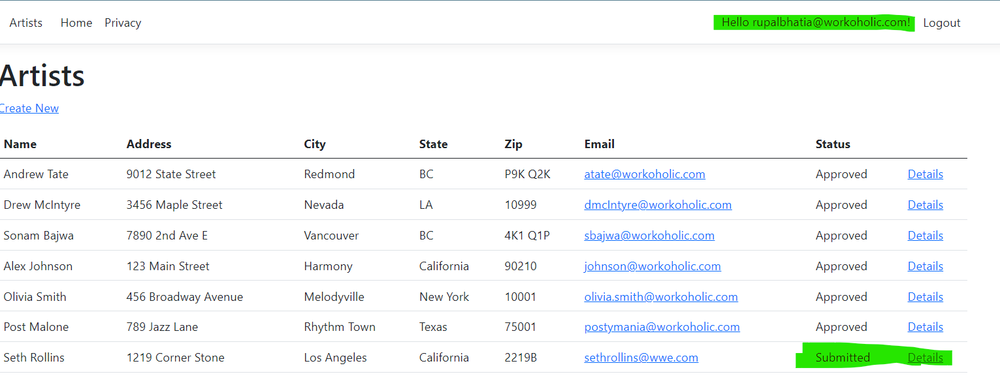 Artists Home Privacy Hello rupalbhatia@workoholic.com! Logout
Artists
Create New
Name Address City State Zip Email Status
Andrew Tate 9012 State Street Redmond BC P9K Q2K atate@workoholic.com Approved Details
Drew McIntyre 3456 Maple Street Nevada LA 10999 dmcIntyre@workoholic.com Approved Details
Sonam Bajwa 7890 2nd Ave E Vancouver BC 4K1 Q1P sbajwa@workoholic.com Approved Details
Alex Johnson 123 Main Street Harmony California 90210 johnson@workoholic.com Approved Details
Olivia Smith 456 Broadway Avenue Melodyville New York 10001 olivia.smith@workoholic.com Approved Details
Post Malone 789 Jazz Lane Rhythm Town Texas 75001 postymania@workoholic.com Approved Details
Seth Rollins 1219 Corner Stone Los Angeles California 2219B sethrollins@wwe.com Submitted Details